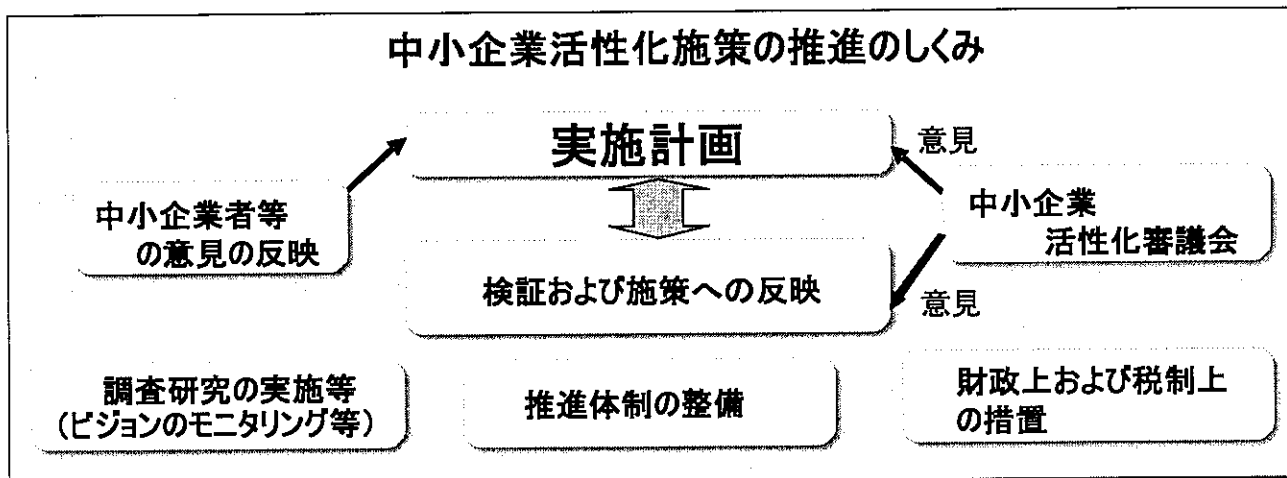 中小企業活性化施策の推進のしくみ
実施計画
意見
中小企業者等
の意見の反映
中小企業
活性化審議会
検証および施策への反映
意見
調査研究の実施等
(ビジョンのモニタリング等)
推進体制の整備
財政上および税制上
の措置